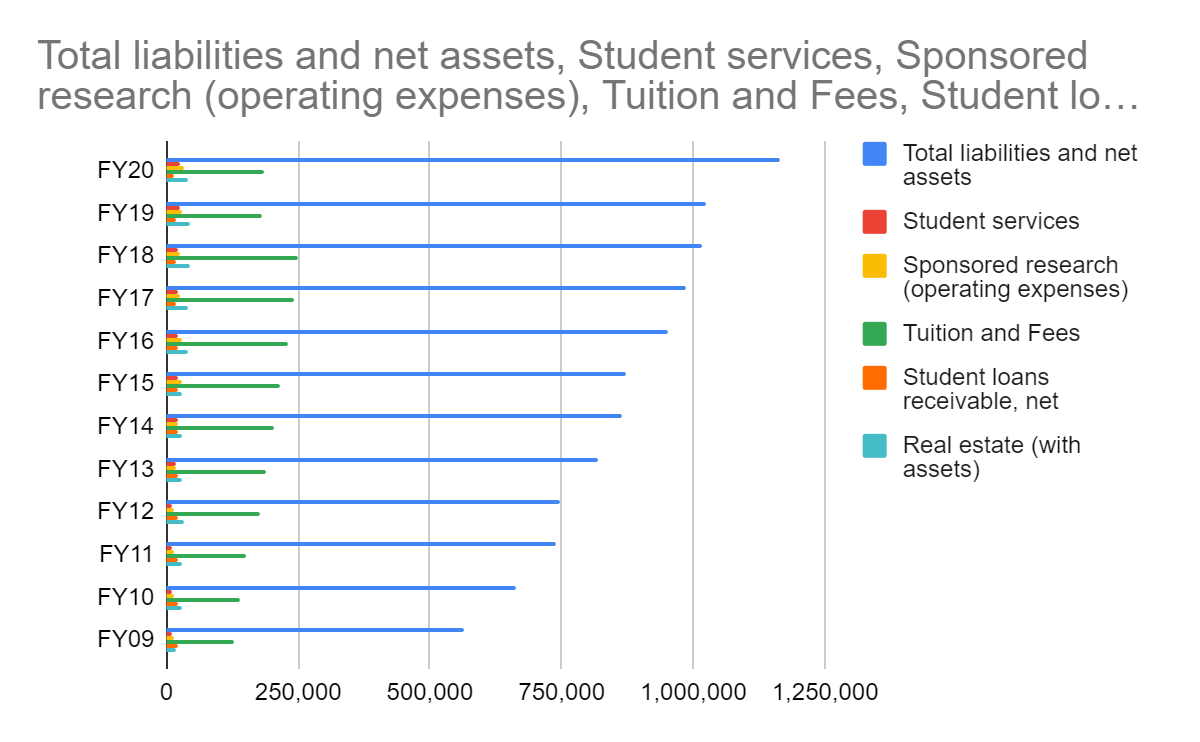 Total liabilities and net assets, Student services, Sponsored
research (operating expenses), Tuition and Fees, Student lo…
FY20
FY19
FY18
FY17
FY16
FY15
FY14
FY13
FY12
FY11
FY10
FY09
0
250,000
500,000
750,000
1,000,000
1,250,000
Total liabilities and net
assets
Student services
Sponsored research
(operating expenses)
Tuition and Fees
Student loans
receivable, net
Real estate (with
assets)